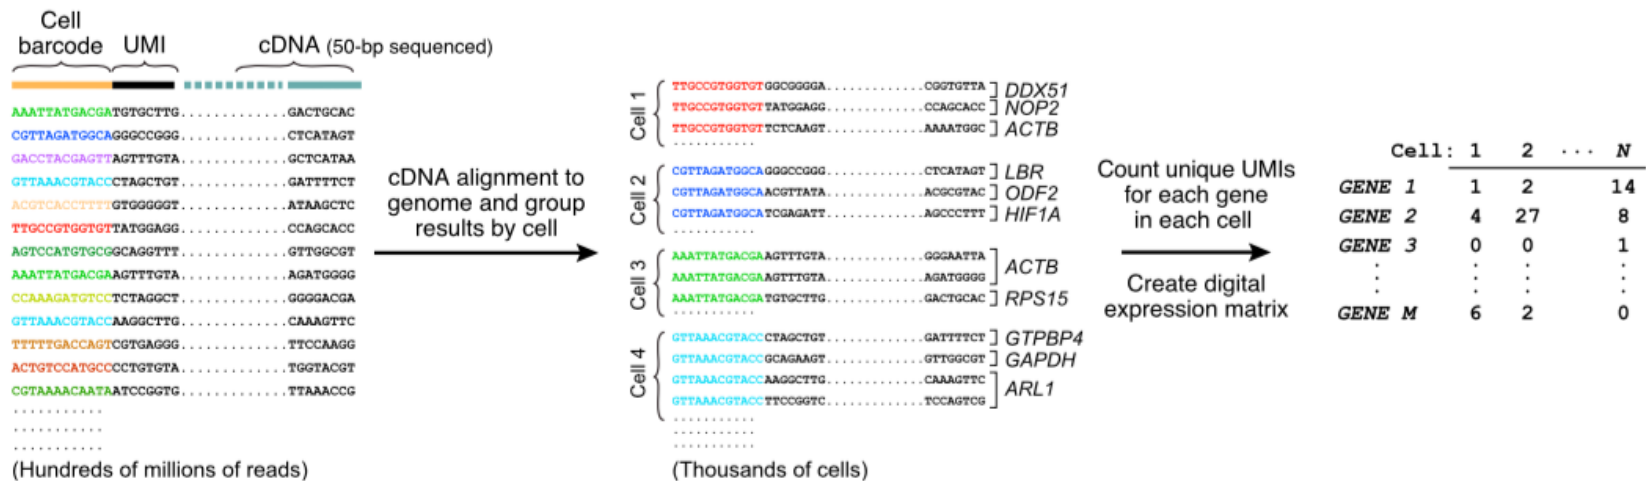 Cell
barcode UMI cDNA (50-bp sequenced)
AAATTATGACGATGTGCTTG.............GACTGCAC
CGTTAGATGGCAGGGCCGGG.............CTCATAGT
GACCTACGAGTTAGTTTGTA.............GCTCATAA
GTTAAACGTACCCTAGCTGT.............GATTTTCT
ACGTCACCTTTTGTGGGGGT.............ATAAGCTC
TTGCCGTGGTGTTATGGAGG.............CCAGCACC
AGTCCATGTGCGGCAGGTTT.............GTTGGCGT
AAATTATGACGAAGTTTGTA.............AGATGGGG
CCAAAGATGTCCTCTAGGCT.............GGGGACGA
GTTAAACGTACCAAGGCTTG.............CAAAGTTC
TTTTTGACCAGTCGTGAGGG.............TTCCAAGG
ACTGTCCATGCCCCTGTGTA.............TGGTACGT
CGTAAAACAATAATCCGGTG.............TTAAACCG
...........
...........
...........
(Hundreds of millions of reads)
cDNA alignment to
genome and group
results by cell
Cell 1
TTGCCGTGGTGTGGCGGGGA.............CGGTGTTA DDX51
TTGCCGTGGTGTTATGGAGG.............CCAGCACC NOP2
TTGCCGTGGTGTTCTCAAGT.............AAAATGGC ACTB
...........
Cell 2
CGTTAGATGGCAGGGCCGGG.............CTCATAGT LBR
CGTTAGATGGCAACGTTATA.............ACGCGTAC ODF2
CGTTAGATGGCATCGAGATT.............AGCCCTTT HIF1A
...........
Cell 3
AAATTATGACGAAGTTTGTA.............GGGAATTA
AAATTATGACGAAGTTTGTA.............AGATGGGG ACTB
AAATTATGACGATGTGCTTG.............GACTGCAC RPS15
...........
Cell 4
GTTAAACGTACCCTAGCTGT.............GATTTTCT GTPBP4
GTTAAACGTACCGCAGAAGT.............GTTGGCGT GAPDH
GTTAAACGTACCAAGGCTTG.............CAAAGTTC ARL1
GTTAAACGTACCTTCCGGTC.............TCCAGTCG
...........
...........
...........
(Thousands of cells)
Count unique UMIs
for each gene
in each cell
Create digital
expression matrix
Cell: 1 2 ··· N
GENE 1 1 2 14
GENE 2 4 27 8
GENE 3 0 0 1
. . . .
. . . .
. . . .
GENE M 6 2 0